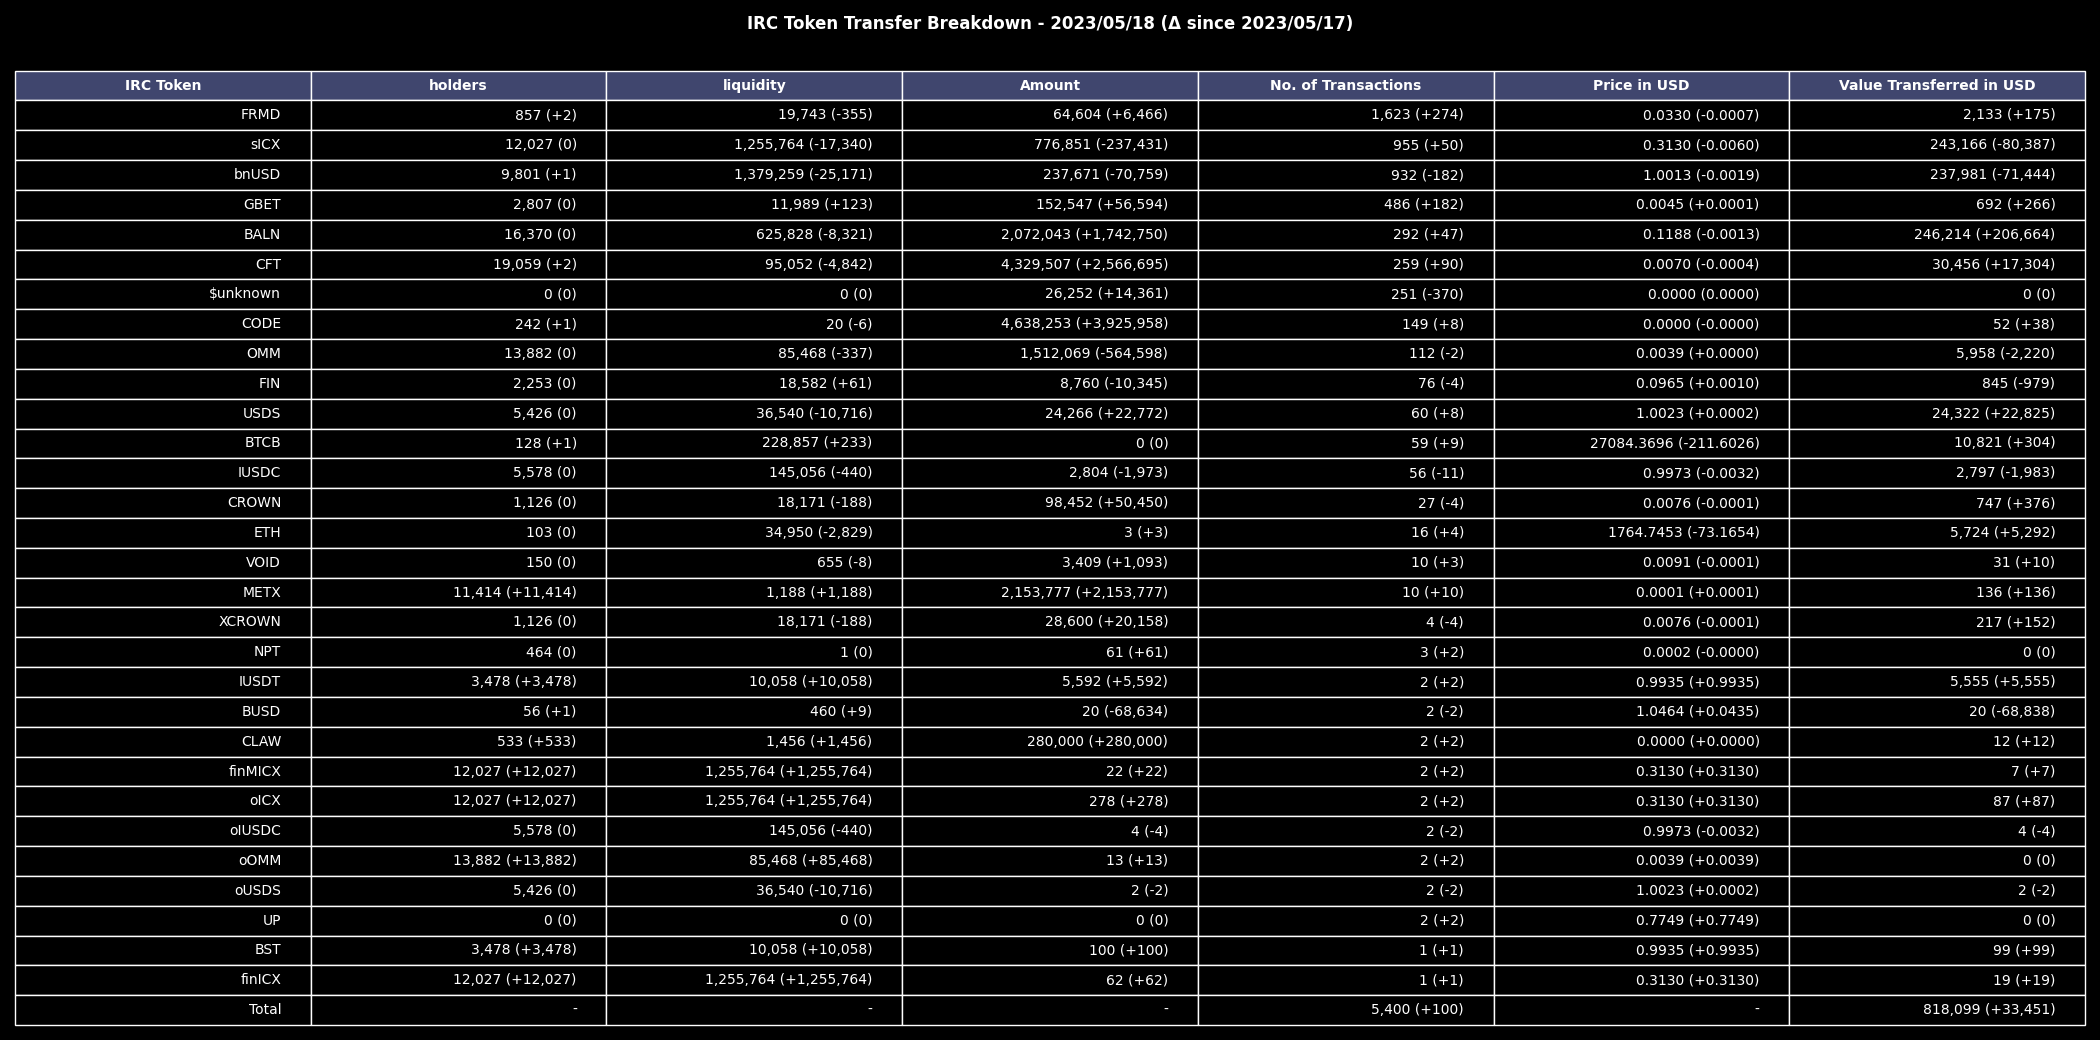 IRC Token Transfer Breakdown - 2023/05/18 (Δ since 2023/05/17)
IRC Token holders liquidity Amount No. of Transactions Price in USD Value Transferred in USD
FRMD 857 (+2) 19,743 (-355) 64,604 (+6,466) 1,623 (+274) 0.0330 (-0.0007) 2,133 (+175)
sICX 12,027 (0) 1,255,764 (-17,340) 776,851 (-237,431) 955 (+50) 0.3130 (-0.0060) 243,166 (-80,387)
bnUSD 9,801 (+1) 1,379,259 (-25,171) 237,671 (-70,759) 932 (-182) 1.0013 (-0.0019) 237,981 (-71,444)
GBET 2,807 (0) 11,989 (+123) 152,547 (+56,594) 486 (+182) 0.0045 (+0.0001) 692 (+266)
BALN 16,370 (0) 625,828 (-8,321) 2,072,043 (+1,742,750) 292 (+47) 0.1188 (-0.0013) 246,214 (+206,664)
CFT 19,059 (+2) 95,052 (-4,842) 4,329,507 (+2,566,695) 259 (+90) 0.0070 (-0.0004) 30,456 (+17,304)
$unknown 0 (0) 0 (0) 26,252 (+14,361) 251 (-370) 0.0000 (0.0000) 0 (0)
CODE 242 (+1) 20 (-6) 4,638,253 (+3,925,958) 149 (+8) 0.0000 (-0.0000) 52 (+38)
OMM 13,882 (0) 85,468 (-337) 1,512,069 (-564,598) 112 (-2) 0.0039 (+0.0000) 5,958 (-2,220)
FIN 2,253 (0) 18,582 (+61) 8,760 (-10,345) 76 (-4) 0.0965 (+0.0010) 845 (-979)
USDS 5,426 (0) 36,540 (-10,716) 24,266 (+22,772) 60 (+8) 1.0023 (+0.0002) 24,322 (+22,825)
BTCB 128 (+1) 228,857 (+233) 0 (0) 59 (+9) 27084.3696 (-211.6026) 10,821 (+304)
IUSDC 5,578 (0) 145,056 (-440) 2,804 (-1,973) 56 (-11) 0.9973 (-0.0032) 2,797 (-1,983)
CROWN 1,126 (0) 18,171 (-188) 98,452 (+50,450) 27 (-4) 0.0076 (-0.0001) 747 (+376)
ETH 103 (0) 34,950 (-2,829) 3 (+3) 16 (+4) 1764.7453 (-73.1654) 5,724 (+5,292)
VOID 150 (0) 655 (-8) 3,409 (+1,093) 10 (+3) 0.0091 (-0.0001) 31 (+10)
METX 11,414 (+11,414) 1,188 (+1,188) 2,153,777 (+2,153,777) 10 (+10) 0.0001 (+0.0001) 136 (+136)
XCROWN 1,126 (0) 18,171 (-188) 28,600 (+20,158) 4 (-4) 0.0076 (-0.0001) 217 (+152)
NPT 464 (0) 1 (0) 61 (+61) 3 (+2) 0.0002 (-0.0000) 0 (0)
IUSDT 3,478 (+3,478) 10,058 (+10,058) 5,592 (+5,592) 2 (+2) 0.9935 (+0.9935) 5,555 (+5,555)
BUSD 56 (+1) 460 (+9) 20 (-68,634) 2 (-2) 1.0464 (+0.0435) 20 (-68,838)
CLAW 533 (+533) 1,456 (+1,456) 280,000 (+280,000) 2 (+2) 0.0000 (+0.0000) 12 (+12)
finMICX 12,027 (+12,027) 1,255,764 (+1,255,764) 22 (+22) 2 (+2) 0.3130 (+0.3130) 7 (+7)
oICX 12,027 (+12,027) 1,255,764 (+1,255,764) 278 (+278) 2 (+2) 0.3130 (+0.3130) 87 (+87)
oIUSDC 5,578 (0) 145,056 (-440) 4 (-4) 2 (-2) 0.9973 (-0.0032) 4 (-4)
oOMM 13,882 (+13,882) 85,468 (+85,468) 13 (+13) 2 (+2) 0.0039 (+0.0039) 0 (0)
oUSDS 5,426 (0) 36,540 (-10,716) 2 (-2) 2 (-2) 1.0023 (+0.0002) 2 (-2)
UP 0 (0) 0 (0) 0 (0) 2 (+2) 0.7749 (+0.7749) 0 (0)
BST 3,478 (+3,478) 10,058 (+10,058) 100 (+100) 1 (+1) 0.9935 (+0.9935) 99 (+99)
finICX 12,027 (+12,027) 1,255,764 (+1,255,764) 62 (+62) 1 (+1) 0.3130 (+0.3130) 19 (+19)
Total - - - 5,400 (+100) - 818,099 (+33,451)